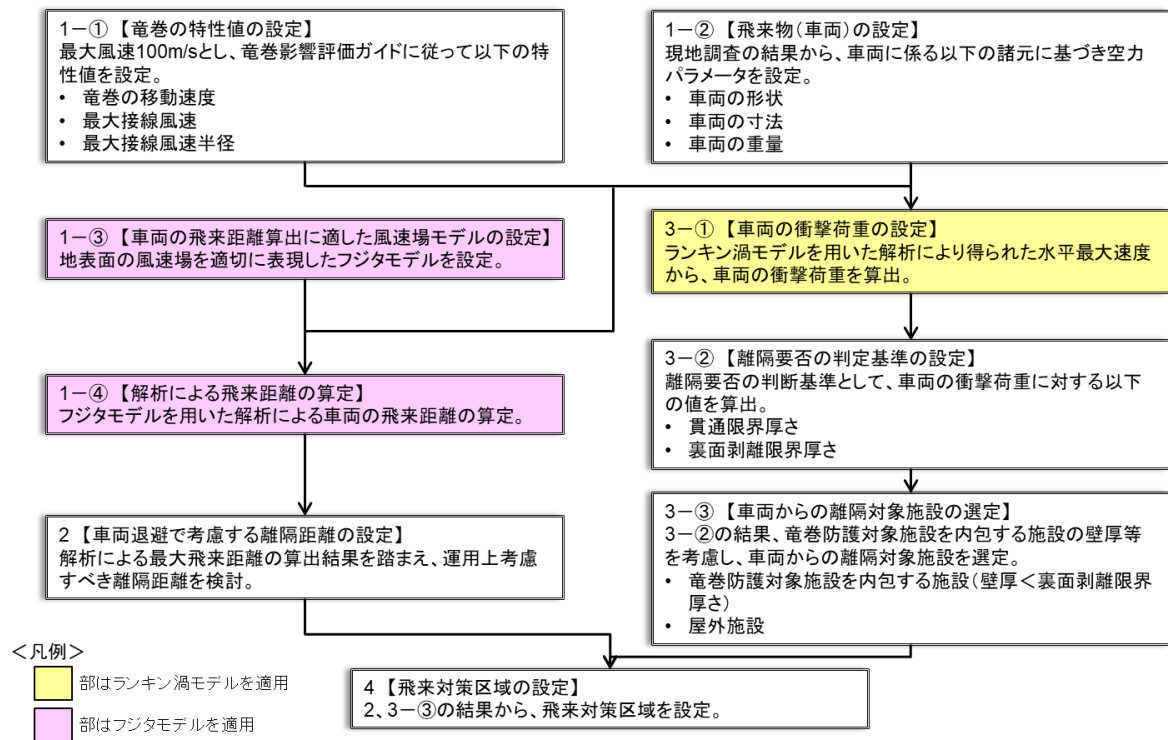 1－① 【竜巻の特性値の設定】
最大風速100m/sとし、竜巻影響評価ガイドに従って以下の特
性値を設定。
• 竜巻の移動速度
• 最大接線風速
• 最大接線風速半径
1－② 【飛来物(車両)の設定】
現地調査の結果から、車両に係る以下の諸元に基づき空力
パラメータを設定。
• 車両の形状
• 車両の寸法
• 車両の重量
1－③ 【車両の飛来距離算出に適した風速場モデルの設定】
地表面の風速場を適切に表現したフジタモデルを設定。
3－① 【車両の衝撃荷重の設定】
ランキン渦モデルを用いた解析により得られた水平最大速度
から、車両の衝撃荷重を算出。
1－④ 【解析による飛来距離の算定】
フジタモデルを用いた解析による車両の飛来距離の算定。
3－② 【離隔要否の判定基準の設定】
離隔要否の判断基準として、車両の衝撃荷重に対する以下
の値を算出。
• 貫通限界厚さ
• 裏面剥離限界厚さ
2 【車両退避で考慮する離隔距離の設定】
解析による最大飛来距離の算出結果を踏まえ、運用上考慮
すべき離隔距離を検討。
3－③ 【車両からの離隔対象施設の選定】
3－②の結果、竜巻防護対象施設を内包する施設の壁厚等
を考慮し、車両からの離隔対象施設を選定。
• 竜巻防護対象施設を内包する施設(壁厚＜裏面剥離限界
厚さ)
• 屋外施設
4 【飛来対策区域の設定】
2、3－③の結果から、飛来対策区域を設定。
＜凡例＞
部はランキン渦モデルを適用
部はフジタモデルを適用